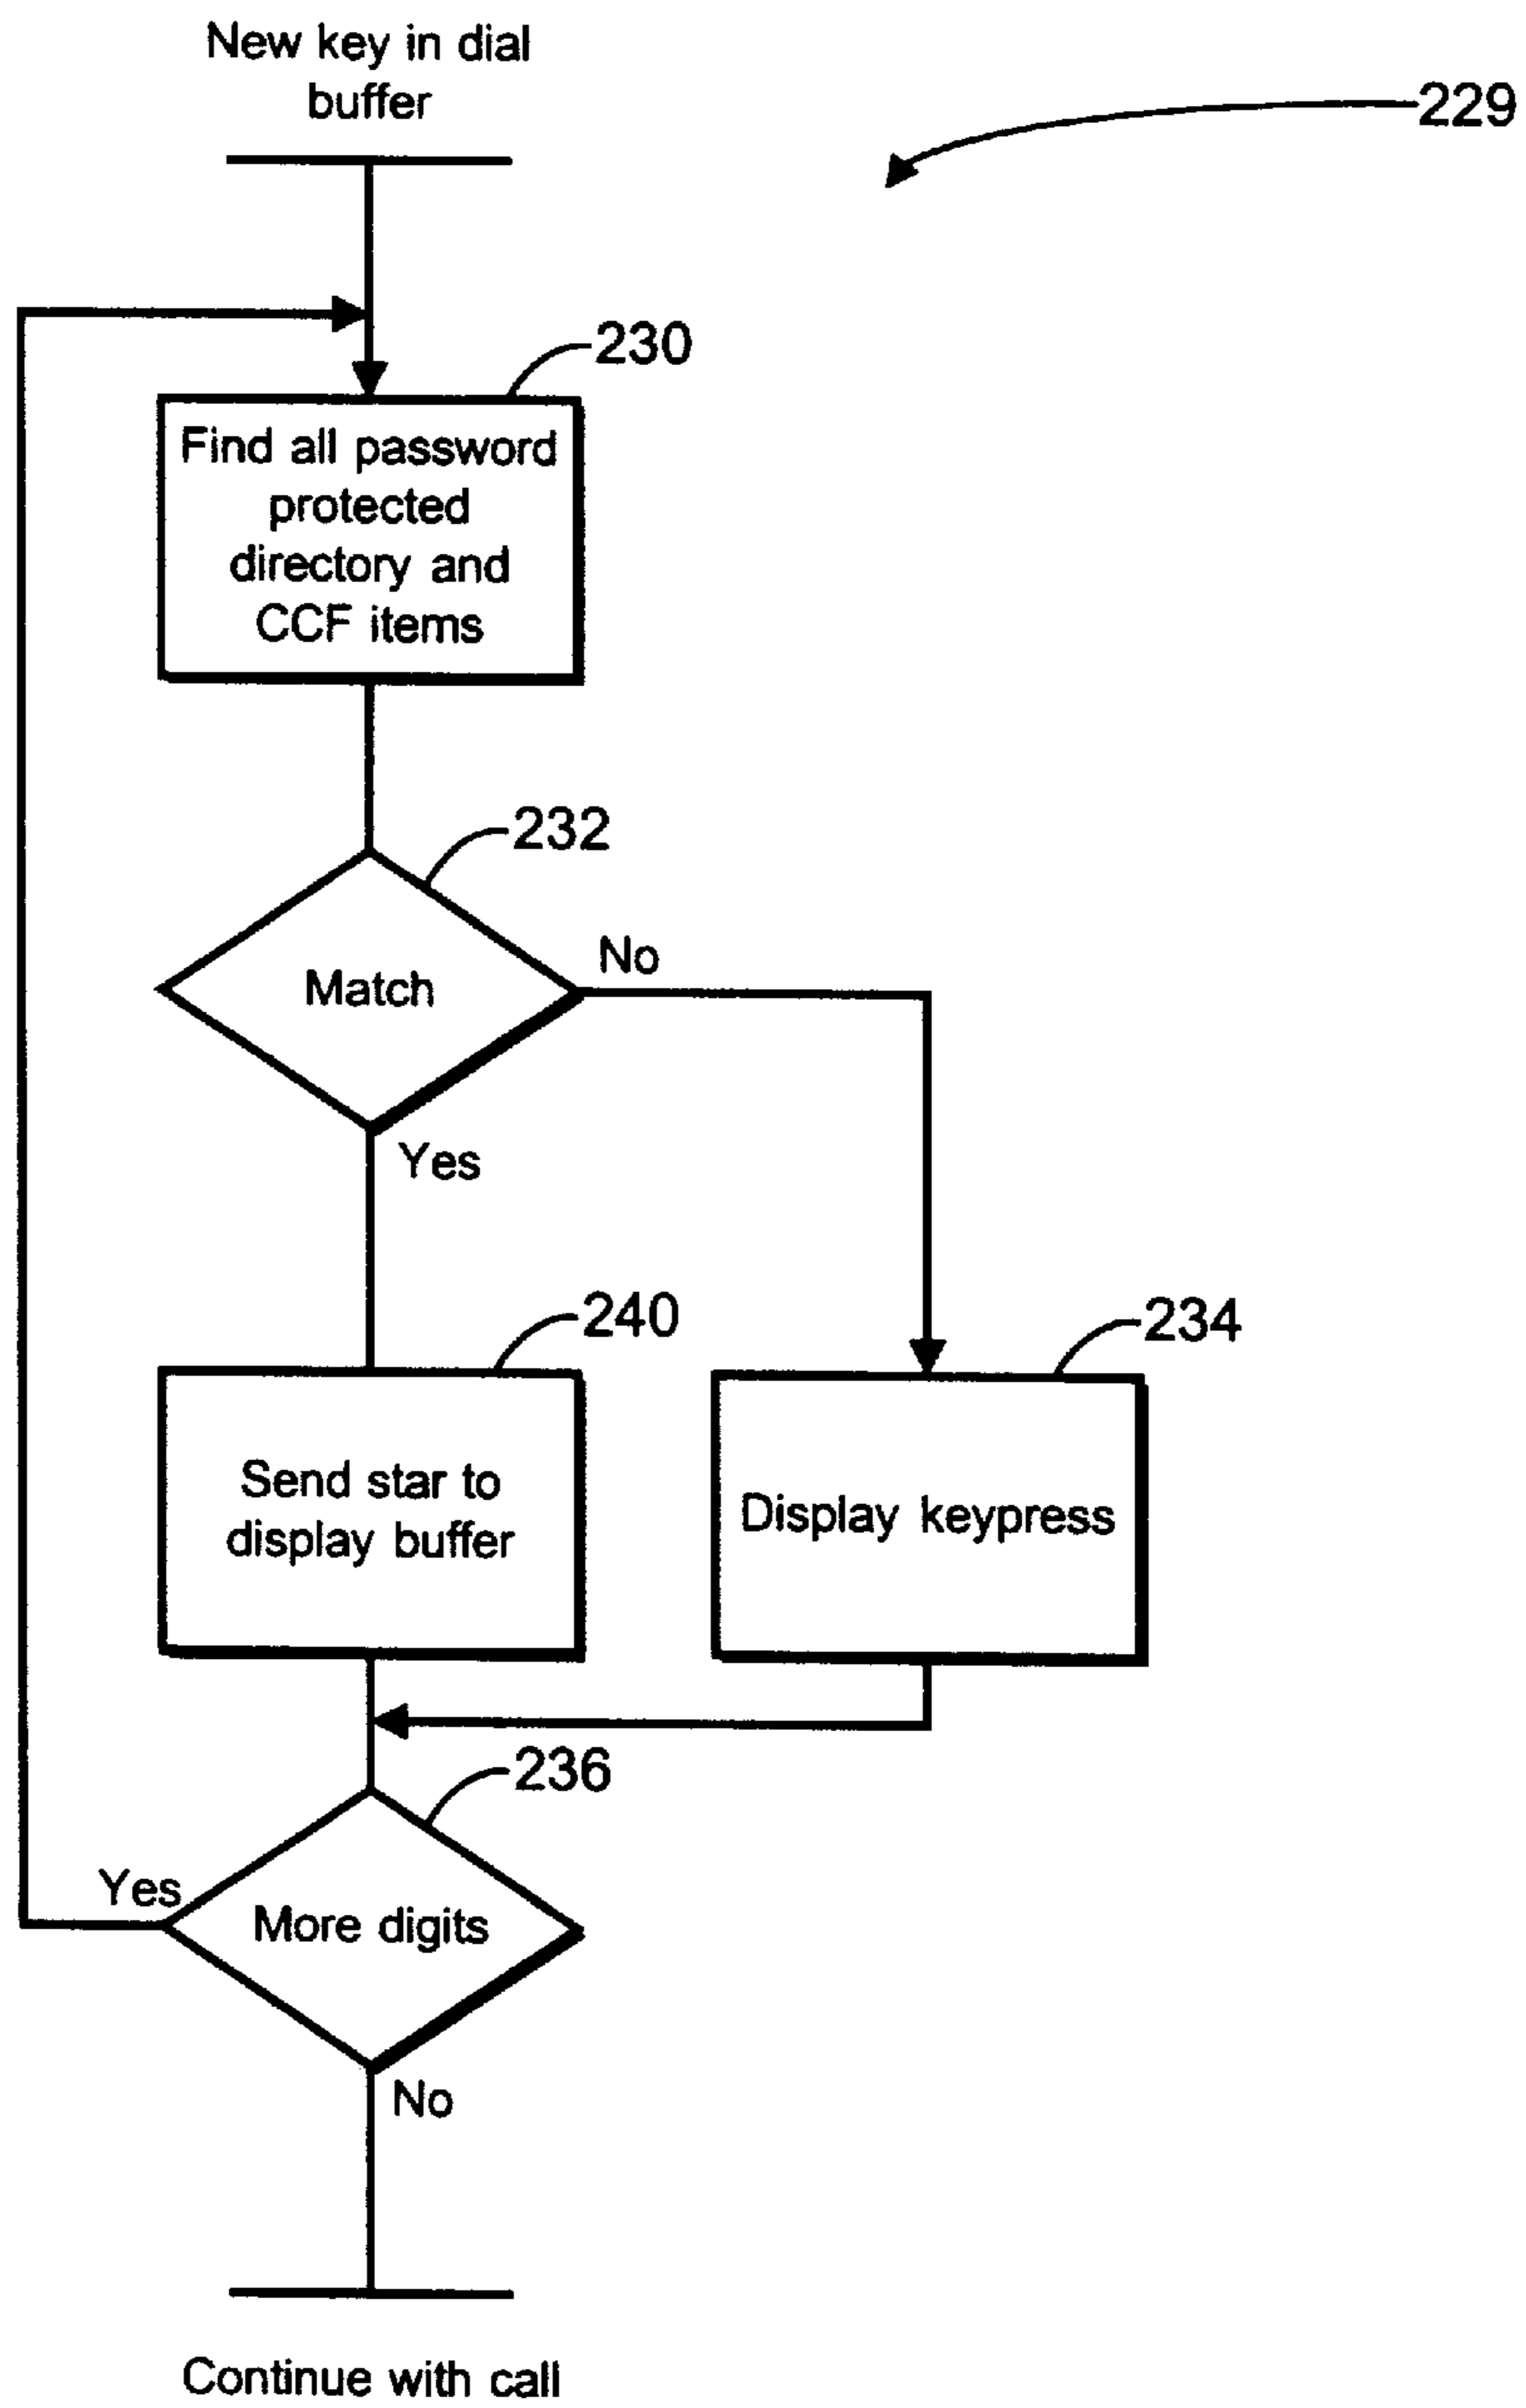 New key in dial
buffer
229
230
Find all password
protected
directory and
CCF items
232
Match
No
Yes
240
234
Send star to
display buffer
Display keypress
236
Yes
More digits
No
Continue with call